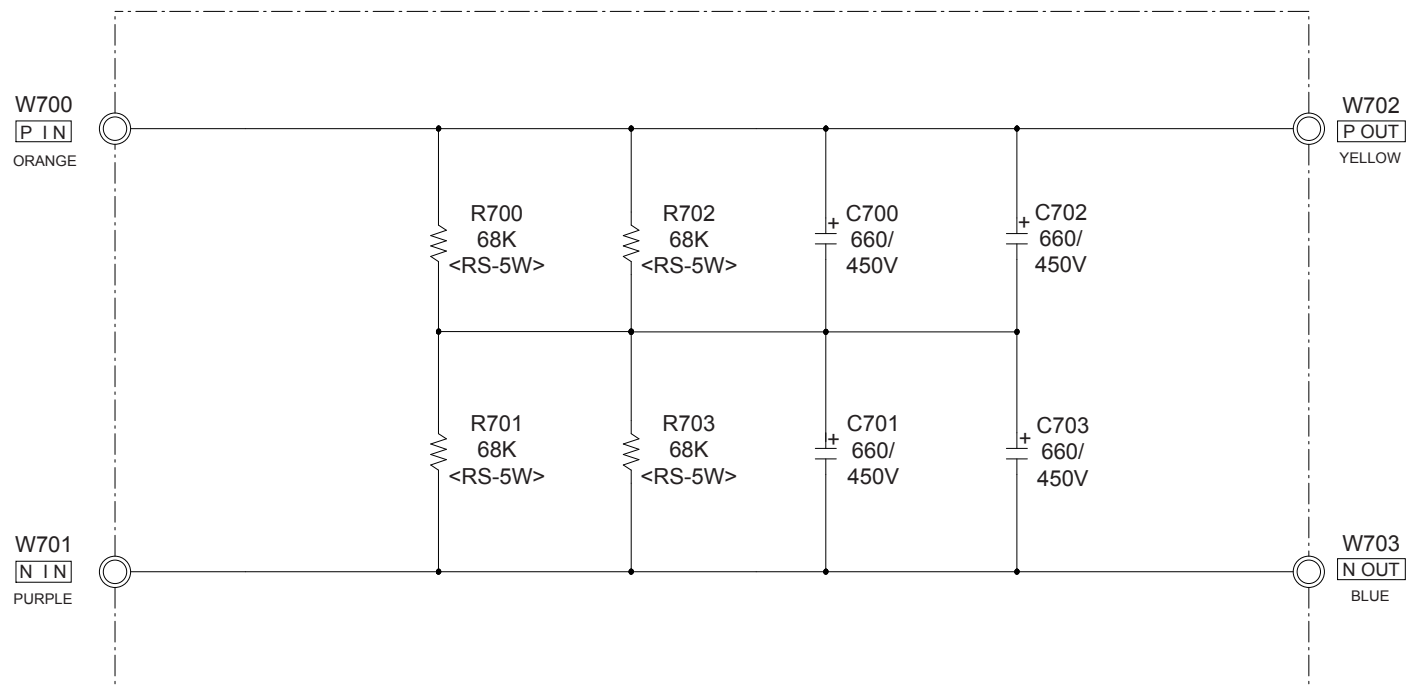 W700
P IN
ORANGE
W702
P OUT
YELLOW
R700
68K
<RS-5W>
R702
68K
<RS-5W>
C700
+
660/
450V
C702
+
660/
450V
R701
68K
<RS-5W>
R703
68K
<RS-5W>
C701
+
660/
450V
C703
+
660/
450V
W701
N IN
PURPLE
W703
N OUT
BLUE